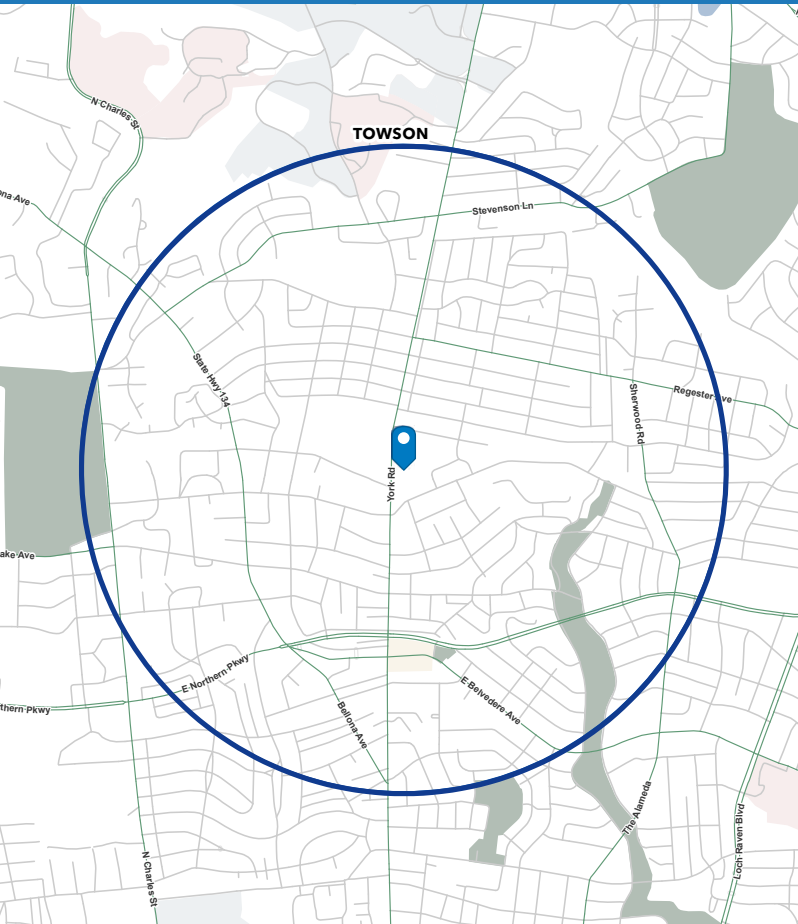 N Charles St
TOWSON
ona Ave
Stevenson Ln
State Hwy 134
Sherwood Rd
Regester Ave
York Rd
ake Ave
E Northern Pkwy
E Belvedere Ave
thern Pkwy
Bellona Ave
The Alameda
Loch Raven Blvd
N Charles St